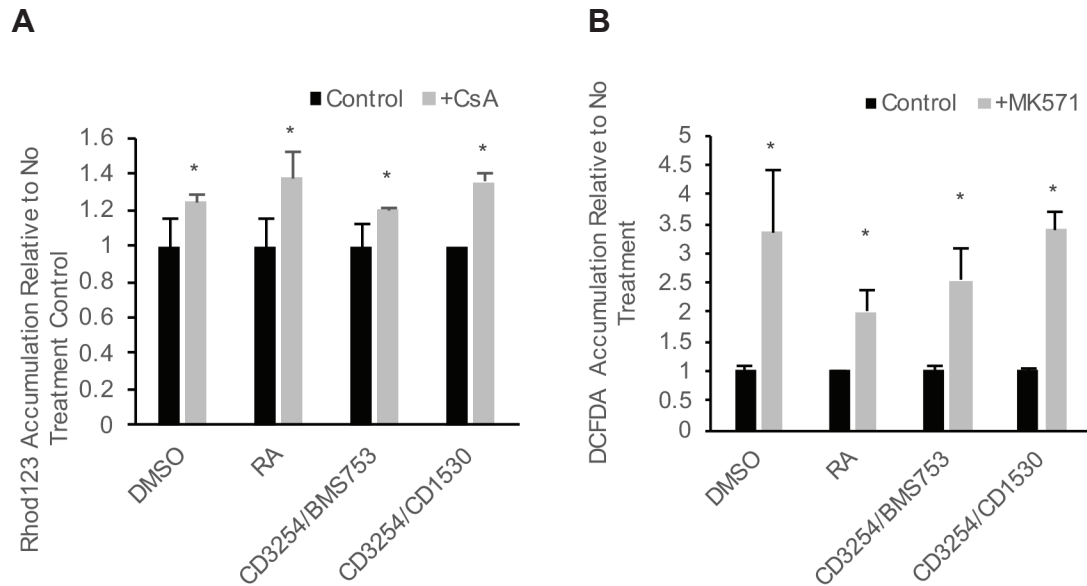 A
Control +CsA
Rhod123 Accumulation Relative to No
Treatment Control
1.6
1.4
1.2
1
0.8
0.6
0.4
0.2
0
* * * *
DMSO
RA
CD3254/BMS753
CD3254/CD1530
B
Control +MK571
DCFDA Accumulation Relative to No
Treatment
5
4.5
4
3.5
3
2.5
2
1.5
1
0.5
0
* * * *
DMSO
RA
CD3254/BMS753
CD3254/CD1530